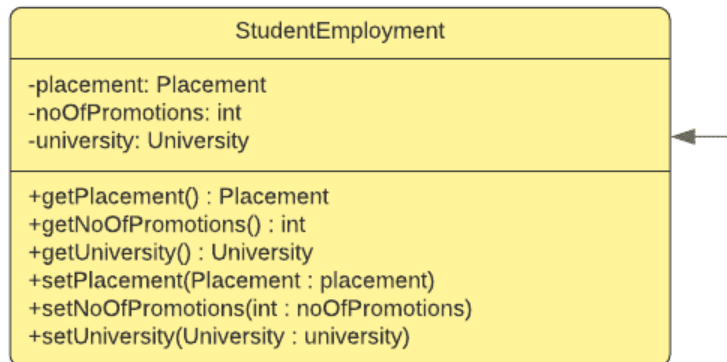 StudentEmployment
-placement: Placement
-noOfPromotions: int
-university: University
+getPlacement() : Placement
+getNoOfPromotions() : int
+getUniversity() : University
+setPlacement(Placement : placement)
+setNoOfPromotions(int : noOfPromotions)
+setUniversity(University : university)